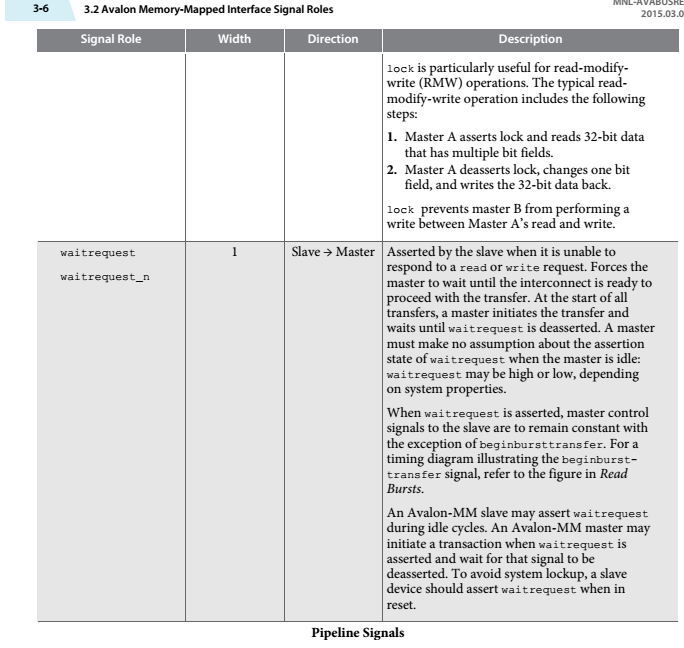 3-6
3.2 Avalon Memory-Mapped Interface Signal Roles
MNL-AVABUSRE
2015.03.0
Signal Role Width Direction Description
lock is particularly useful for read-modify-
write (RMW) operations. The typical read-
modify-write operation includes the following
steps:
1. Master A asserts lock and reads 32-bit data
that has multiple bit fields.
2. Master A deasserts lock, changes one bit
field, and writes the 32-bit data back.
lock prevents master B from performing a
write between Master A's read and write.
waitrequest
waitrequest_n
1
Slave → Master
Asserted by the slave when it is unable to
respond to a read or write request. Forces the
master to wait until the interconnect is ready to
proceed with the transfer. At the start of all
transfers, a master initiates the transfer and
waits until waitrequest is deasserted. A master
must make no assumption about the assertion
state of waitrequest when the master is idle:
waitrequest may be high or low, depending
on system properties.
When waitrequest is asserted, master control
signals to the slave are to remain constant with
the exception of beginbursttransfer. For a
timing diagram illustrating the beginburst-
transfer signal, refer to the figure in Read
Bursts.
An Avalon-MM slave may assert waitrequest
during idle cycles. An Avalon-MM master may
initiate a transaction when waitrequest is
asserted and wait for that signal to be
deasserted. To avoid system lockup, a slave
device should assert waitrequest when in
reset.
Pipeline Signals